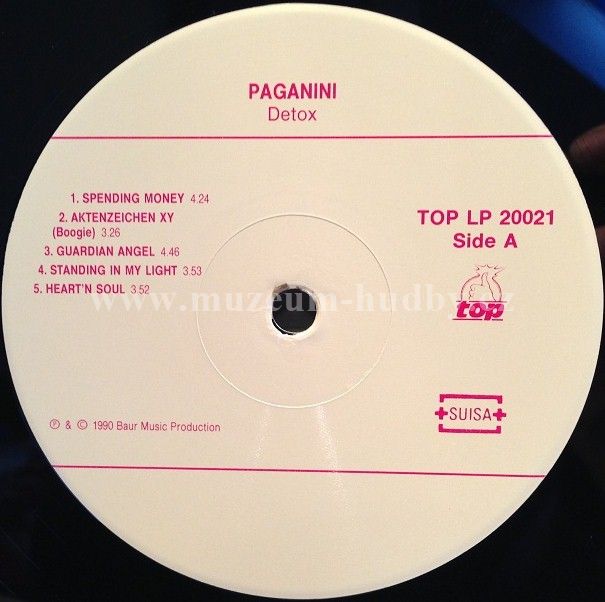 PAGANINI
Detox
1. SPENDING MONEY 4.24
2. AKTENZEICHEN XY
(Boogie) 3.26
3. GUARDIAN ANGEL 4.46
4. STANDING IN MY LIGHT 3.53
5. HEART'N SOUL 3.52
TOP LP 20021
Side A
top
www.muzeum-hudby.cz
SUISA
℗ & © 1990 Baur Music Production